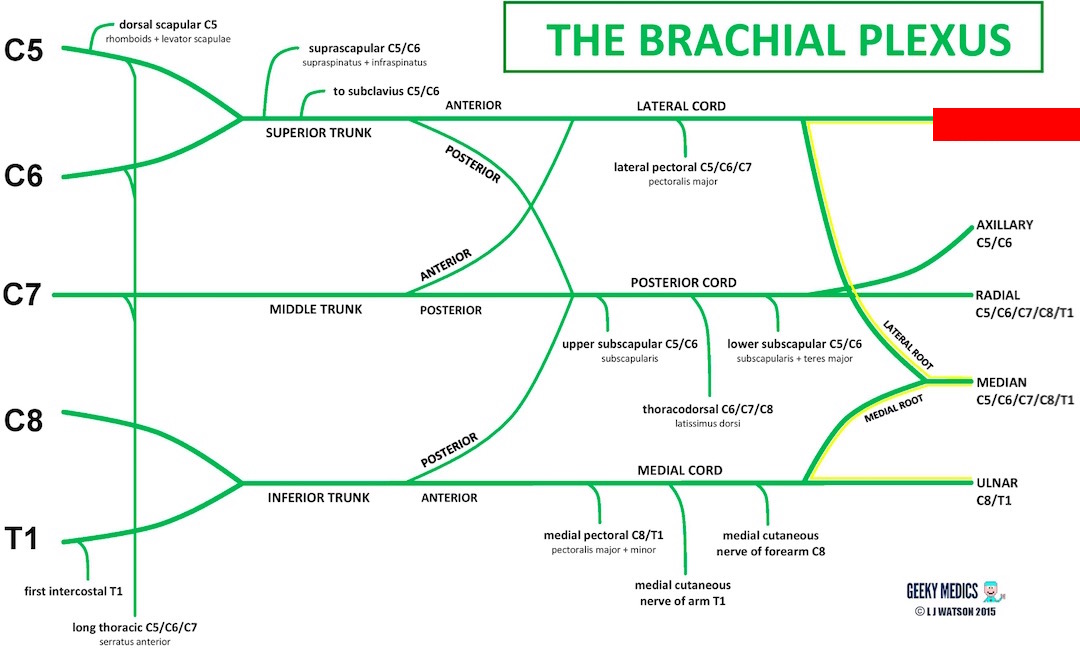 THE BRACHIAL PLEXUS
C5
dorsal scapular C5
rhomboids + levator scapulae
suprascapular C5/C6
supraspinatus + infraspinatus
to subclavius C5/C6
ANTERIOR
LATERAL CORD
SUPERIOR TRUNK
POSTERIOR
lateral pectoral C5/C6/C7
pectoralis major
C6
AXILLARY
C5/C6
ANTERIOR
POSTERIOR CORD
C7
MIDDLE TRUNK
POSTERIOR
RADIAL
C5/C6/C7/C8/T1
upper subscapular C5/C6
subscapularis
lower subscapular C5/C6
subscapularis + teres major
LATERAL ROOT
MEDIAN
C5/C6/C7/C8/T1
thoracodorsal C6/C7/C8
latissimus dorsi
MEDIAL ROOT
C8
POSTERIOR
MEDIAL CORD
INFERIOR TRUNK
ANTERIOR
ULNAR
C8/T1
T1
medial pectoral C8/T1
pectoralis major + minor
medial cutaneous
nerve of forearm C8
medial cutaneous
nerve of arm T1
first intercostal T1
long thoracic C5/C6/C7
serratus anterior
GEEKY MEDICS
© L J WATSON 2015